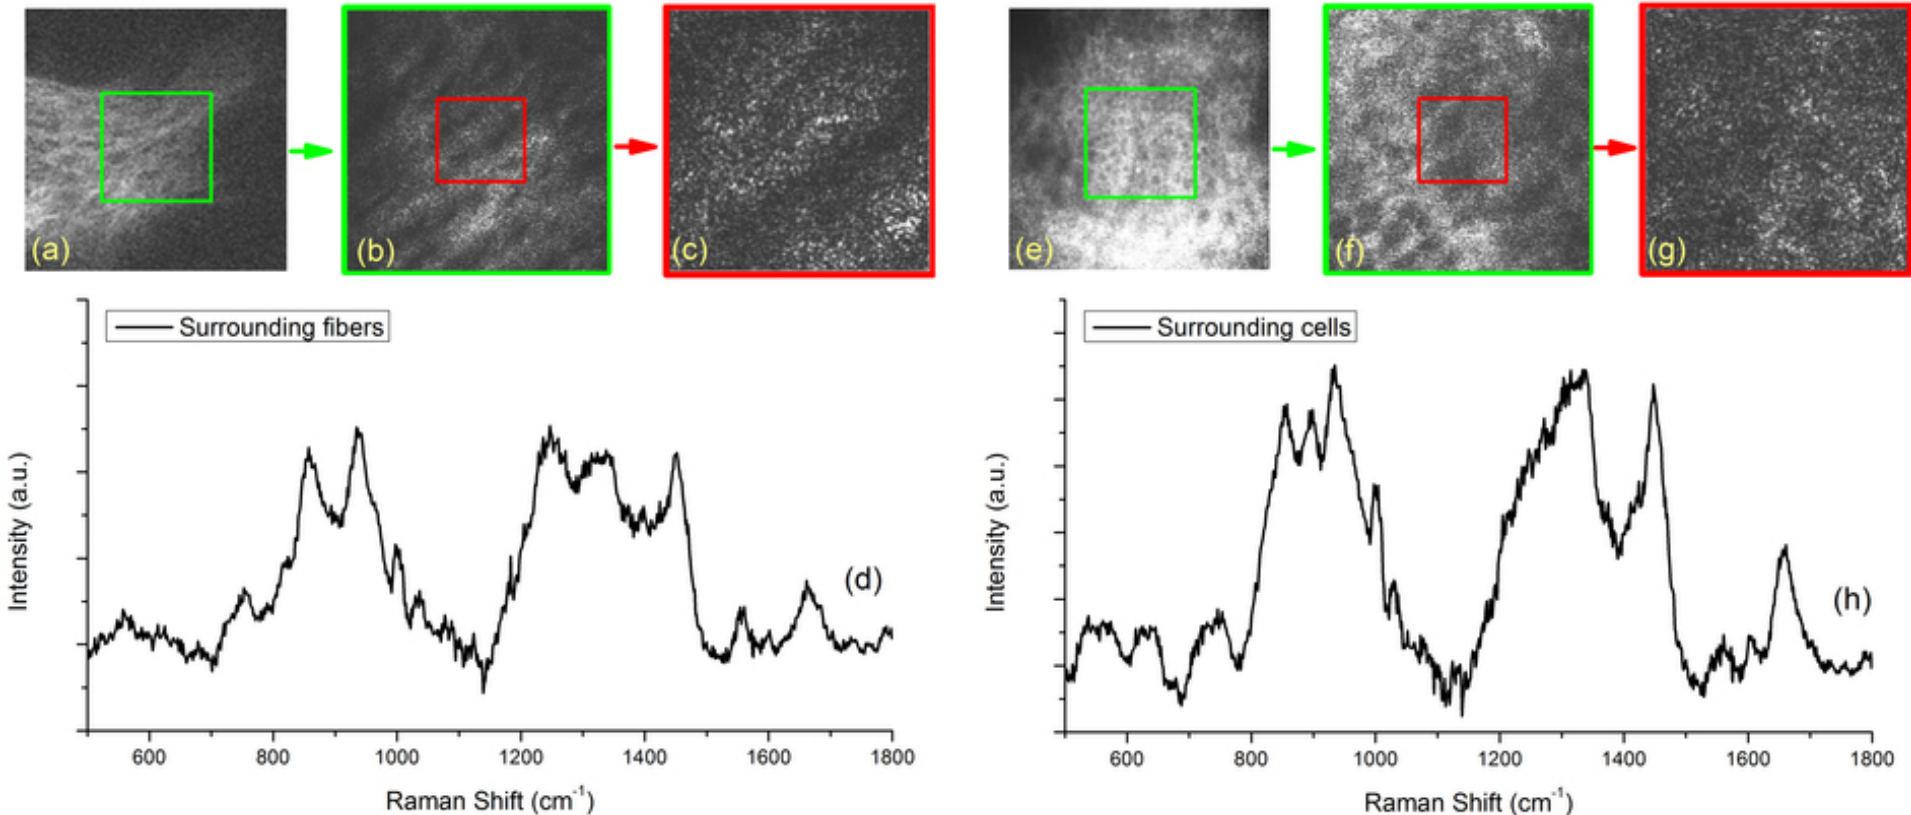 (a)
(b)
(c)
(e)
(f)
(g)
Surrounding fibers
Intensity (a.u.)
(d)
600 800 1000 1200 1400 1600 1800
Raman Shift (cm⁻¹)
Surrounding cells
Intensity (a.u.)
(h)
600 800 1000 1200 1400 1600 1800
Raman Shift (cm⁻¹)